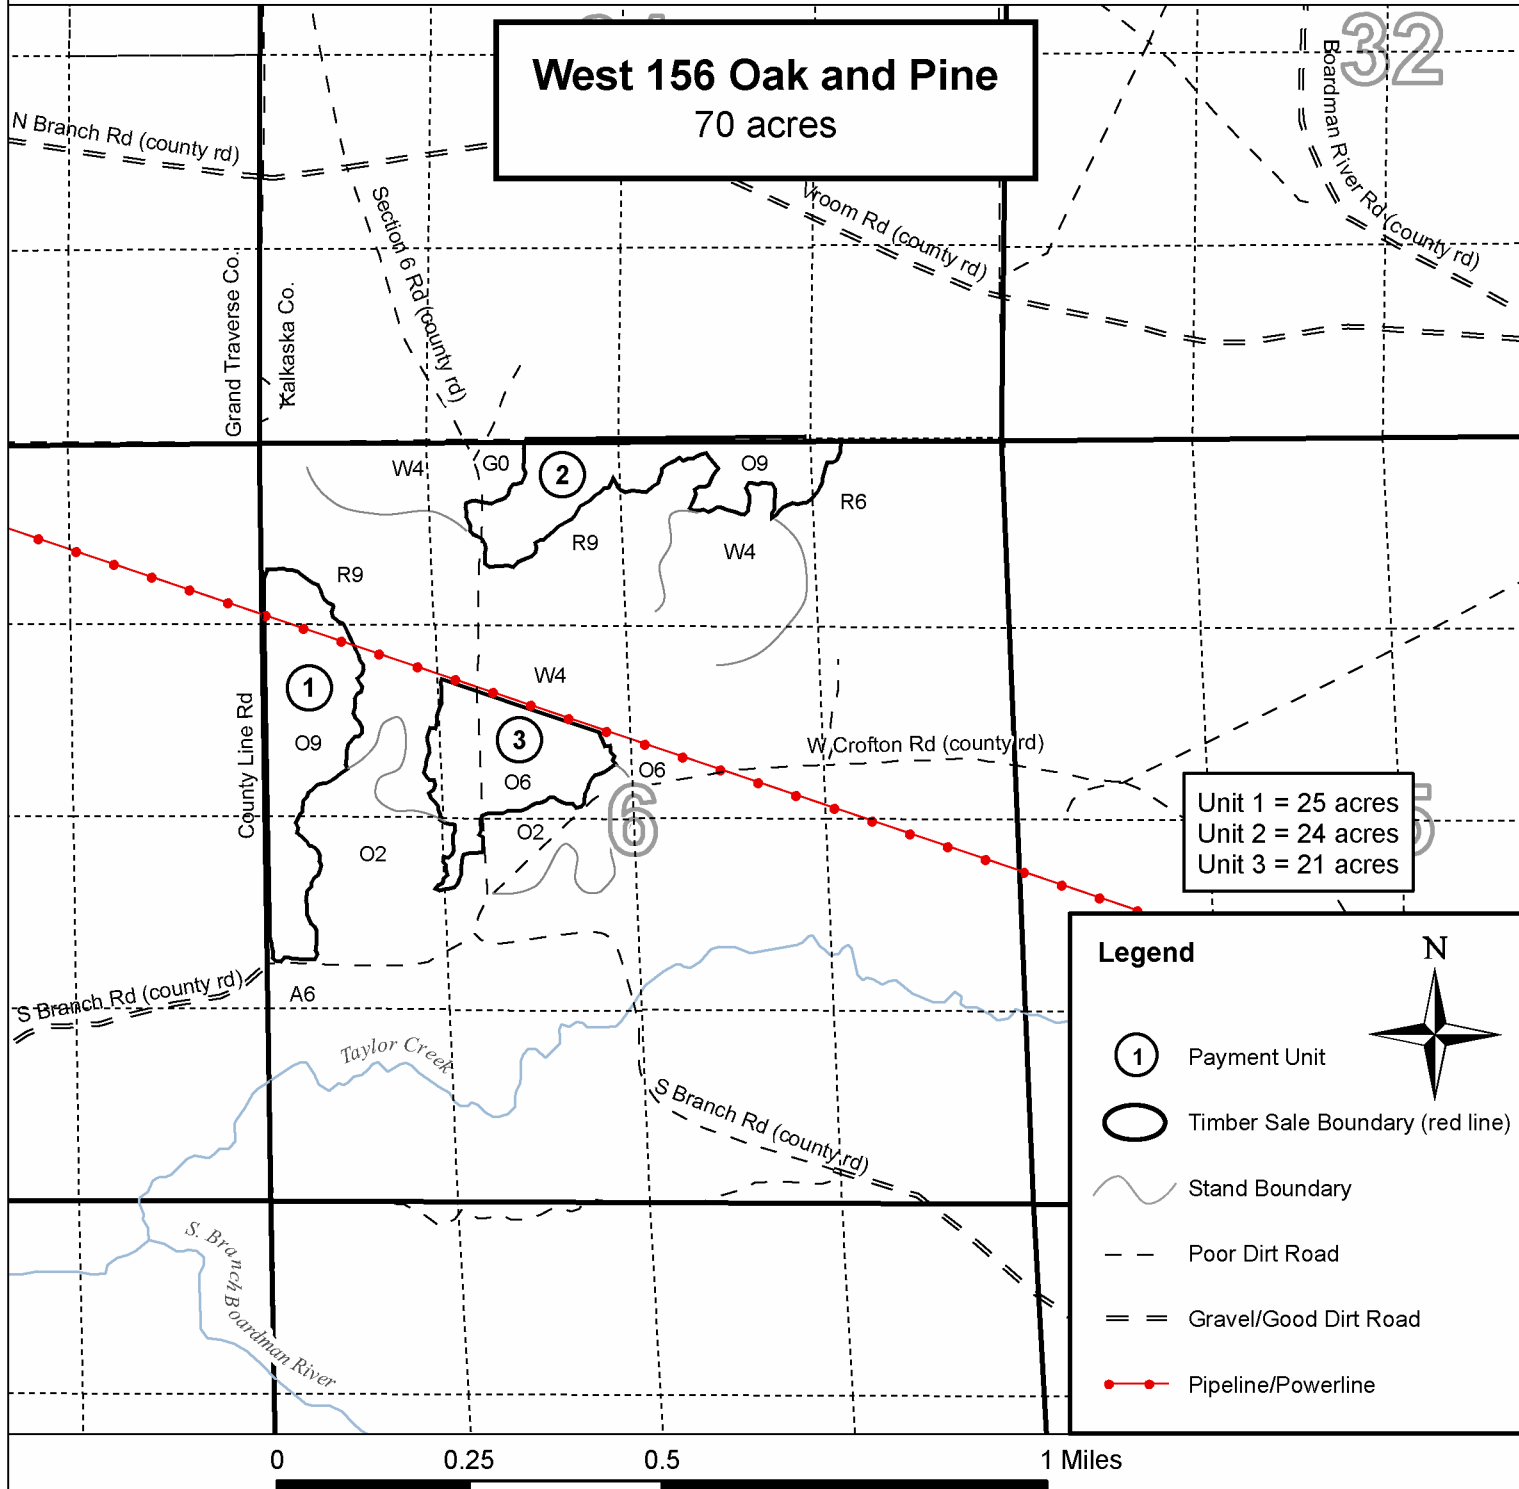 West 156 Oak and Pine
70 acres
32
N Branch Rd (county rd)
Section 6 Rd (county rd)
Vroom Rd (county rd)
Boardman River Rd (county rd)
Grand Traverse Co.
Kalkaska Co.
W4
G0
2
O9
R6
R9
W4
R9
1
W4
O9
3
O6
O6
W Crofton Rd (county rd)
County Line Rd
6
O2
O2
Unit 1 = 25 acres
Unit 2 = 24 acres
Unit 3 = 21 acres
S Branch Rd (county rd)
A6
Taylor Creek
S Branch Rd (county rd)
S. Branch Boardman River
Legend
N
1 Payment Unit
Timber Sale Boundary (red line)
Stand Boundary
Poor Dirt Road
Gravel/Good Dirt Road
Pipeline/Powerline
0 0.25 0.5 1 Miles